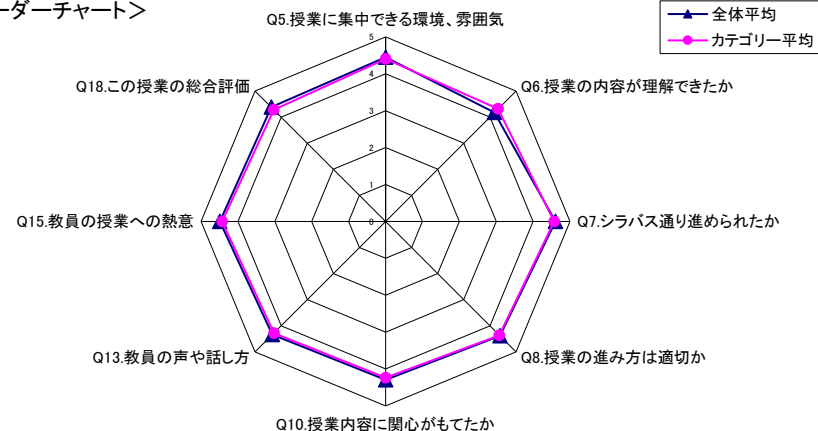 ーダーチャート＞
全体平均
カテゴリー平均
Q5.授業に集中できる環境、雰囲気
Q6.授業の内容が理解できたか
Q7.シラバス通り進められたか
Q8.授業の進み方は適切か
Q10.授業内容に関心がもてたか
Q13.教員の声や話し方
Q15.教員の授業への熱意
Q18.この授業の総合評価
5
4
3
2
1
0